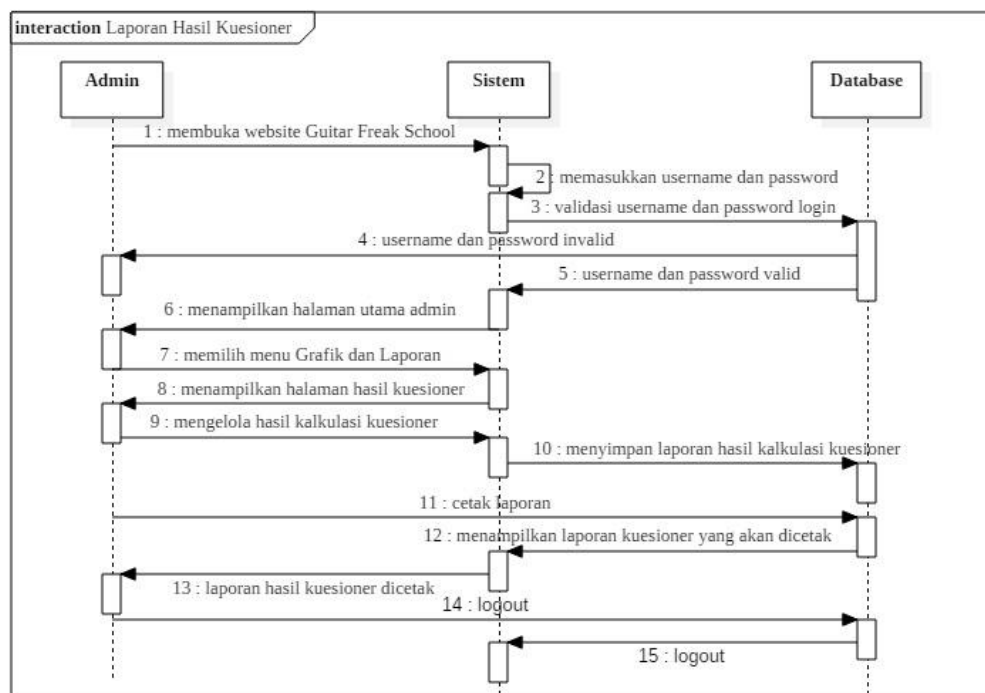 interaction Laporan Hasil Kuesioner
Admin
Sistem
Database
1 : membuka website Guitar Freak School
2 : memasukkan username dan password
3 : validasi username dan password login
4 : username dan password invalid
5 : username dan password valid
6 : menampilkan halaman utama admin
7 : memilih menu Grafik dan Laporan
8 : menampilkan halaman hasil kuesioner
9 : mengelola hasil kalkulasi kuesioner
10 : menyimpan laporan hasil kalkulasi kuesioner
11 : cetak laporan
12 : menampilkan laporan kuesioner yang akan dicetak
13 : laporan hasil kuesioner dicetak
14 : logout
15 : logout